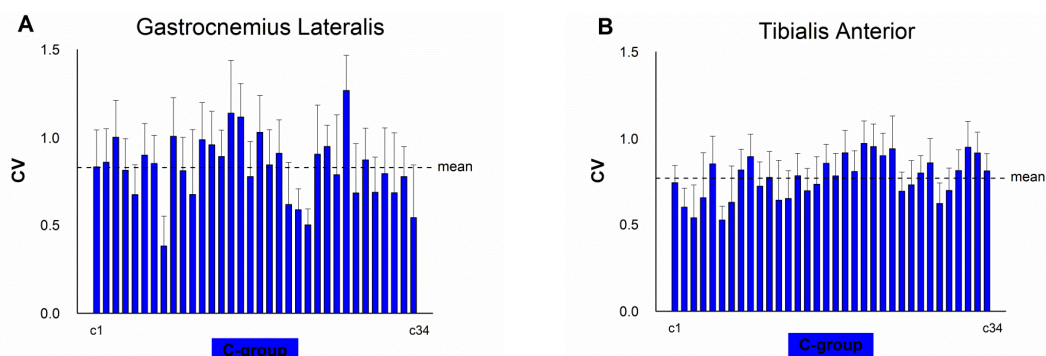 A
Gastrocnemius Lateralis
1.5
1.0
0.5
0.0
CV
mean
c1
c34
C-group
B
Tibialis Anterior
1.5
1.0
0.5
0.0
CV
mean
c1
c34
C-group